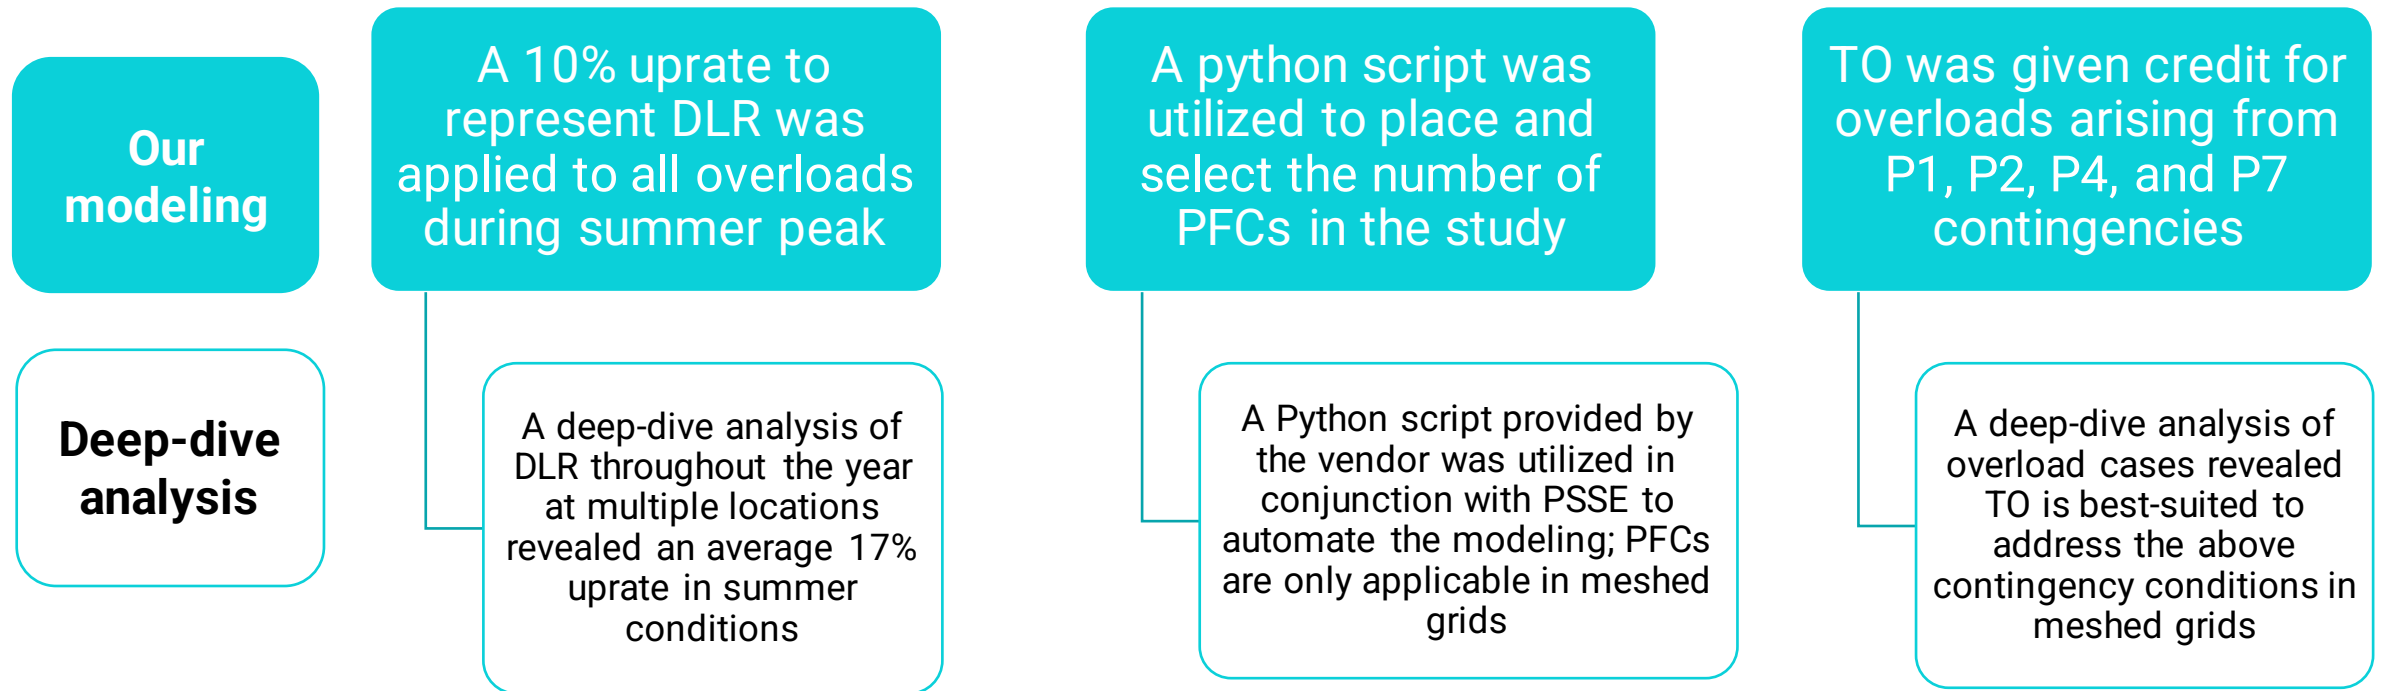 Our
modeling
A 10% uprate to
represent DLR was
applied to all overloads
during summer peak
A python script was
utilized to place and
select the number of
PFCs in the study
TO was given credit for
overloads arising from
P1, P2, P4, and P7
contingencies
Deep-dive
analysis
A deep-dive analysis of
DLR throughout the year
at multiple locations
revealed an average 17%
uprate in summer
conditions
A Python script provided by
the vendor was utilized in
conjunction with PSSE to
automate the modeling; PFCs
are only applicable in meshed
grids
A deep-dive analysis of
overload cases revealed
TO is best-suited to
address the above
contingency conditions in
meshed grids